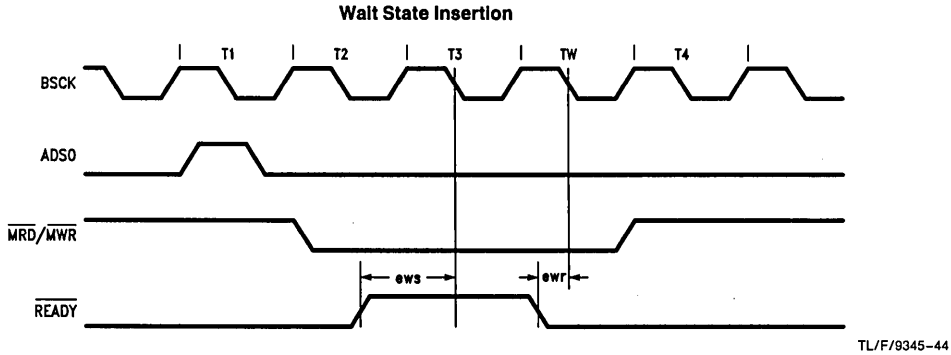 Wait State Insertion
T1 T2 T3 TW T4
BSCK
ADS0
MRD/MWR
ews ewr
READY
TL/F/9345-44